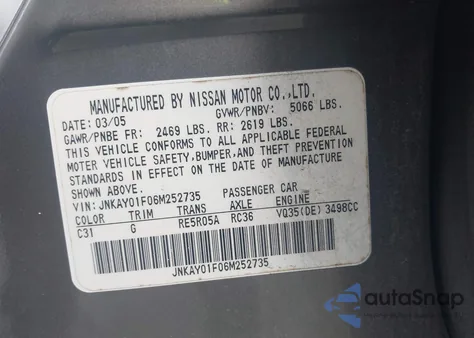 MANUFACTURED BY NISSAN MOTOR CO.,LTD.
DATE: 03/05 GVWR/PNBV: 5066 LBS.
GAWR/PNBE FR: 2469 LBS. RR: 2619 LBS.
THIS VEHICLE CONFORMS TO ALL APPLICABLE FEDERAL
MOTOR VEHICLE SAFETY, BUMPER, AND THEFT PREVENTION
STANDARDS IN EFFECT ON THE DATE OF MANUFACTURE
SHOWN ABOVE.
VIN: JNKAY01F06M252735 PASSENGER CAR
COLOR TRIM TRANS AXLE ENGINE
C31 G RE5R05A RC36 VQ35(DE) 3498CC
JNKAY01F06M252735
autaSnap